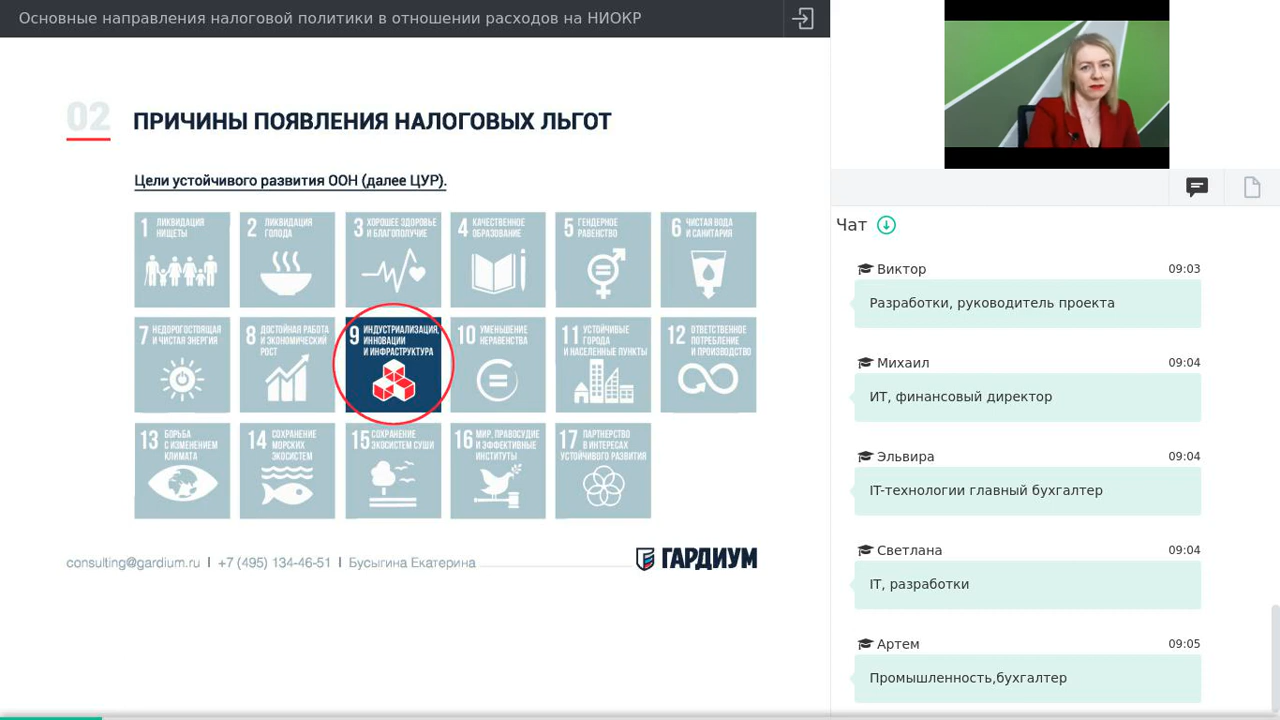 Основные направления налоговой политики в отношении расходов на НИОКР
02
ПРИЧИНЫ ПОЯВЛЕНИЯ НАЛОГОВЫХ ЛЬГОТ
Цели устойчивого развития ООН (далее ЦУР).
1 ЛИКВИДАЦИЯ
НИЩЕТЫ
2 ЛИКВИДАЦИЯ
ГОЛОДА
3 ХОРОШЕЕ ЗДОРОВЬЕ
И БЛАГОПОЛУЧИЕ
4 КАЧЕСТВЕННОЕ
ОБРАЗОВАНИЕ
5 ГЕНДЕРНОЕ
РАВЕНСТВО
6 ЧИСТАЯ ВОДА
И САНИТАРИЯ
7 НЕДОРОГОСТОЯЩАЯ
И ЧИСТАЯ ЭНЕРГИЯ
8 ДОСТОЙНАЯ РАБОТА
И ЭКОНОМИЧЕСКИЙ
РОСТ
9 ИНДУСТРИАЛИЗАЦИЯ,
ИННОВАЦИИ
И ИНФРАСТРУКТУРА
10 УМЕНЬШЕНИЕ
НЕРАВЕНСТВА
11 УСТОЙЧИВЫЕ
ГОРОДА
И НАСЕЛЕННЫЕ ПУНКТЫ
12 ОТВЕТСТВЕННОЕ
ПОТРЕБЛЕНИЕ
И ПРОИЗВОДСТВО
13 БОРЬБА
С ИЗМЕНЕНИЕМ
КЛИМАТА
14 СОХРАНЕНИЕ
МОРСКИХ
ЭКОСИСТЕМ
15 СОХРАНЕНИЕ
ЭКОСИСТЕМ СУШИ
16 МИР, ПРАВОСУДИЕ
И ЭФФЕКТИВНЫЕ
ИНСТИТУТЫ
17 ПАРТНЕРСТВО
В ИНТЕРЕСАХ
УСТОЙЧИВОГО РАЗВИТИЯ
consulting@gardium.ru | +7 (495) 134-46-51 | Бусыгина Екатерина
ГАРДИУМ
Чат
Виктор 09:03
Разработки, руководитель проекта
Михаил 09:04
ИТ, финансовый директор
Эльвира 09:04
IT-технологии главный бухгалтер
Светлана 09:04
IT, разработки
Артем 09:05
Промышленность,бухгалтер